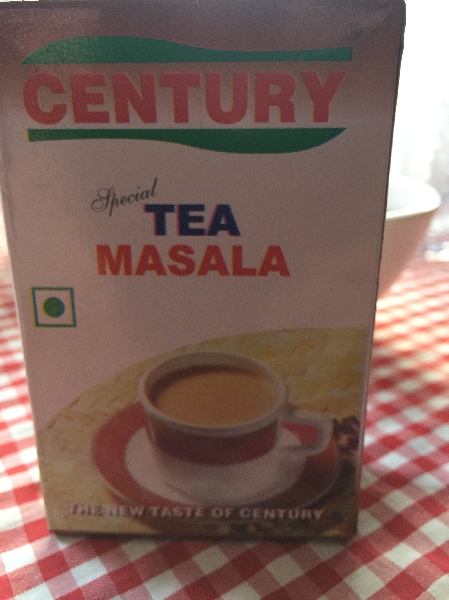 CENTURY
®
Special
TEA
MASALA
THE NEW TASTE OF CENTURY